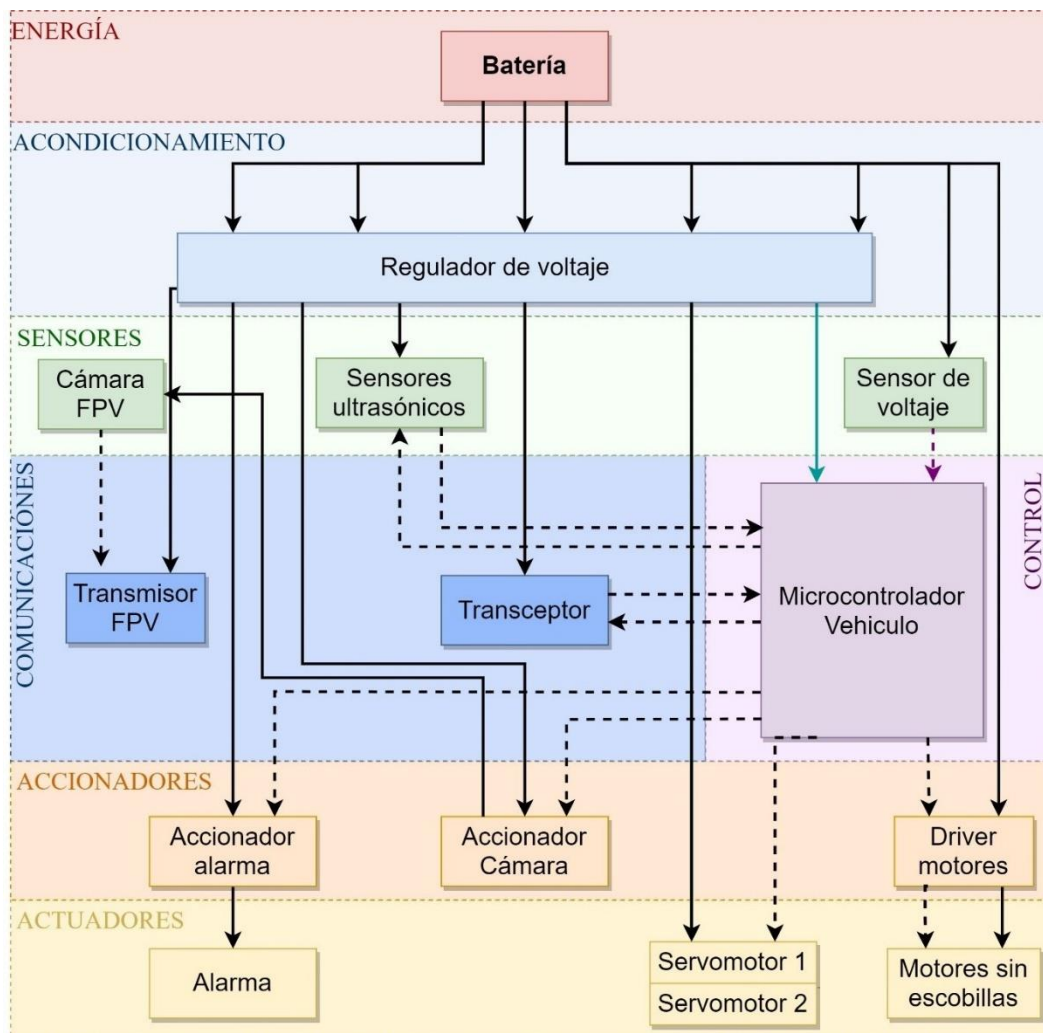 ENERGÍA
Batería
ACONDICIONAMIENTO
Regulador de voltaje
SENSORES
Cámara
FPV
Sensores
ultrasónicos
Sensor de
voltaje
COMUNICACIÓNES
CONTROL
Transmisor
FPV
Transceptor
Microcontrolador
Vehiculo
ACCIONADORES
Accionador
alarma
Accionador
Cámara
Driver
motores
ACTUADORES
Alarma
Servomotor 1
Servomotor 2
Motores sin
escobillas